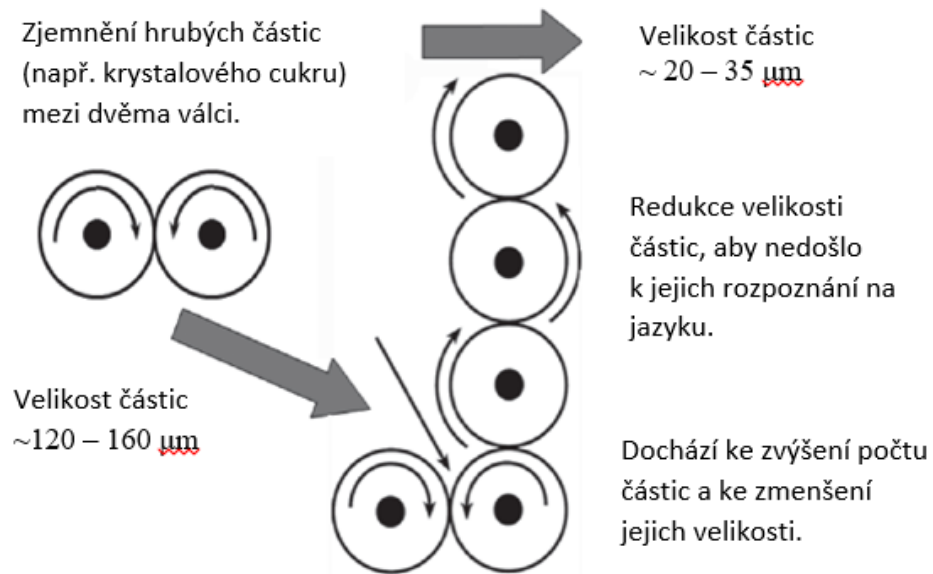 Zjemnění hrubých částic
(např. krystalového cukru)
mezi dvěma válci.
Velikost částic
~ 20 – 35 μm
Redukce velikosti
částic, aby nedošlo
k jejich rozpoznání na
jazyku.
Velikost částic
~120 – 160 μm
Dochází ke zvýšení počtu
částic a ke zmenšení
jejich velikosti.